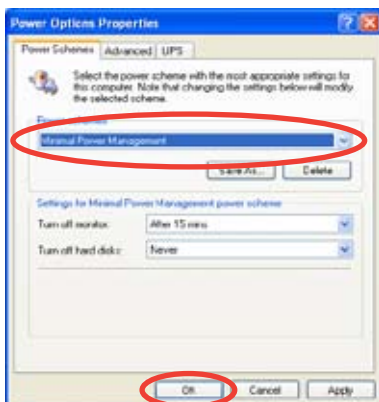 Power Options Properties
Power Schemes Advanced UPS
Select the power scheme with the most appropriate settings for
this computer. Note that changing the settings below will modify
the selected scheme.
Power schemes
Minimal Power Management
Save As... Delete
Settings for Minimal Power Management power scheme
Turn off monitor: After 15 mins
Turn off hard disks: Never
OK Cancel Apply